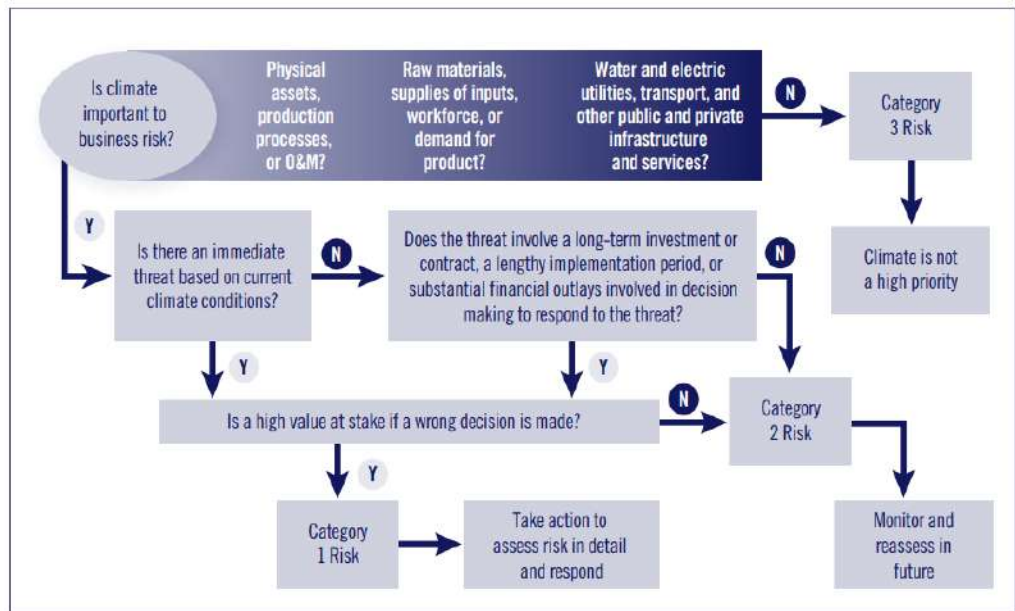 Is climate
important to
business risk?
Physical
assets,
production
processes,
or O&M?
Raw materials,
supplies of inputs,
workforce, or
demand for
product?
Water and electric
utilities, transport, and
other public and private
infrastructure
and services?
N
Category
3 Risk
Y
Is there an immediate
threat based on current
climate conditions?
N
Does the threat involve a long-term investment or
contract, a lengthy implementation period, or
substantial financial outlays involved in decision
making to respond to the threat?
N
Climate is not
a high priority
Y
Y
Is a high value at stake if a wrong decision is made?
N
Category
2 Risk
Y
Category
1 Risk
Take action to
assess risk in detail
and respond
Monitor and
reassess in
future